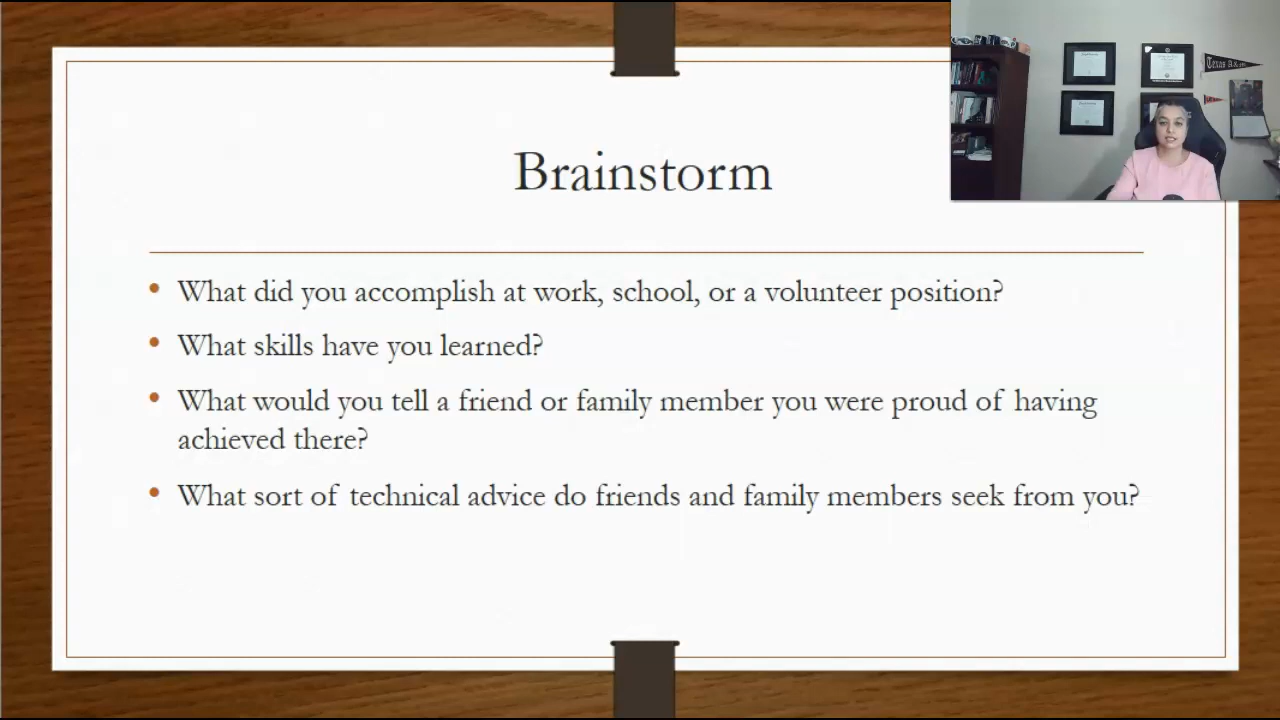 Brainstorm
• What did you accomplish at work, school, or a volunteer position?
• What skills have you learned?
• What would you tell a friend or family member you were proud of having
achieved there?
• What sort of technical advice do friends and family members seek from you?